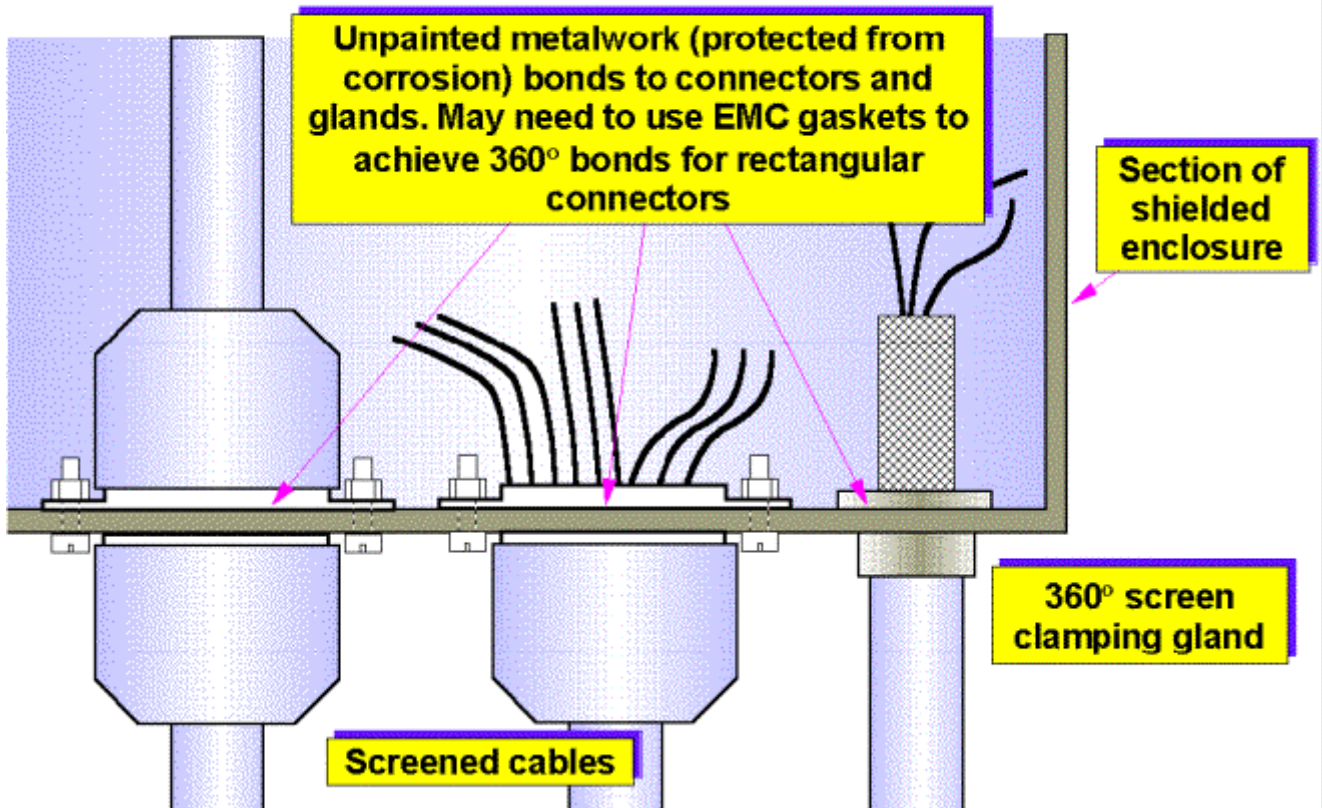 Unpainted metalwork (protected from
corrosion) bonds to connectors and
glands. May need to use EMC gaskets to
achieve 360° bonds for rectangular
connectors
Section of
shielded
enclosure
360° screen
clamping gland
Screened cables